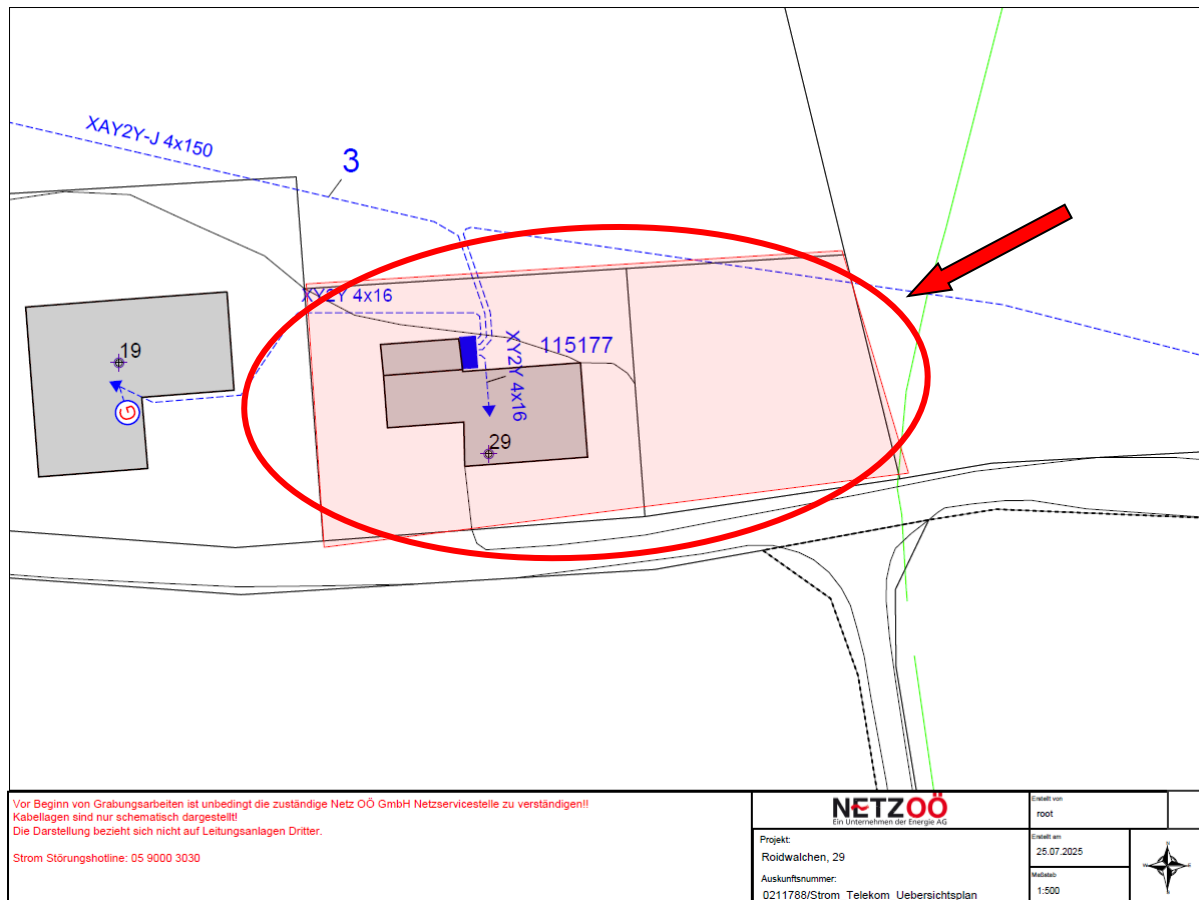 XAY2Y-J 4x150
3
XY2Y 4x16
115177
XY2Y 4x16
19
G
29
Vor Beginn von Grabungsarbeiten ist unbedingt die zuständige Netz OÖ GmbH Netzservicestelle zu verständigen!!
Kabellagen sind nur schematisch dargestellt!
Die Darstellung bezieht sich nicht auf Leitungsanlagen Dritter.
Strom Störungshotline: 05 9000 3030
NETZOÖ
Ein Unternehmen der Energie AG
Projekt:
Roidwalchen, 29
Auskunftsnummer:
0211788/Strom_Telekom_Uebersichtsplan
Erstellt von
root
Erstellt am
25.07.2025
Maßstab
1:500
N
W
E
S